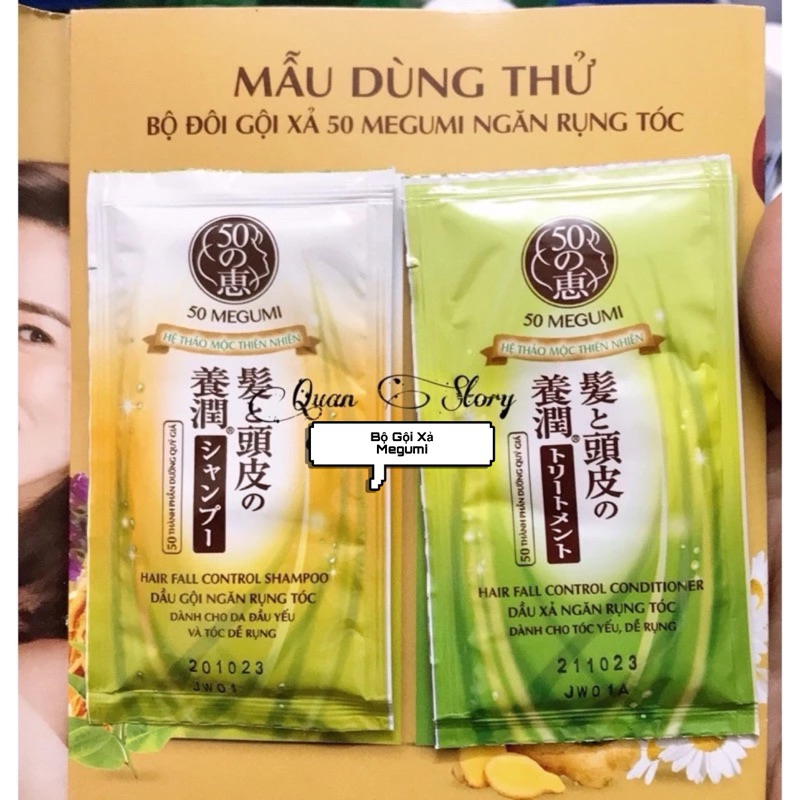 MẪU DÙNG THỬ
BỘ ĐÔI GỘI XẢ 50 MEGUMI NGĂN RỤNG TÓC
50の恵
50 MEGUMI
HỆ THẢO MỘC THIÊN NHIÊN
髪と頭皮の
養潤®
シャンプー
50 THÀNH PHẦN DƯỠNG QUÝ GIÁ
HAIR FALL CONTROL SHAMPOO
DẦU GỘI NGĂN RỤNG TÓC
DÀNH CHO DA ĐẦU YẾU
VÀ TÓC DỄ RỤNG
201023
JW01
50の恵
50 MEGUMI
HỆ THẢO MỘC THIÊN NHIÊN
髪と頭皮の
養潤®
トリートメント
50 THÀNH PHẦN DƯỠNG QUÝ GIÁ
HAIR FALL CONTROL CONDITIONER
DẦU XẢ NGĂN RỤNG TÓC
DÀNH CHO TÓC YẾU, DỄ RỤNG
211023
JW01A
Quan Story
Bộ Gội Xả
Megumi